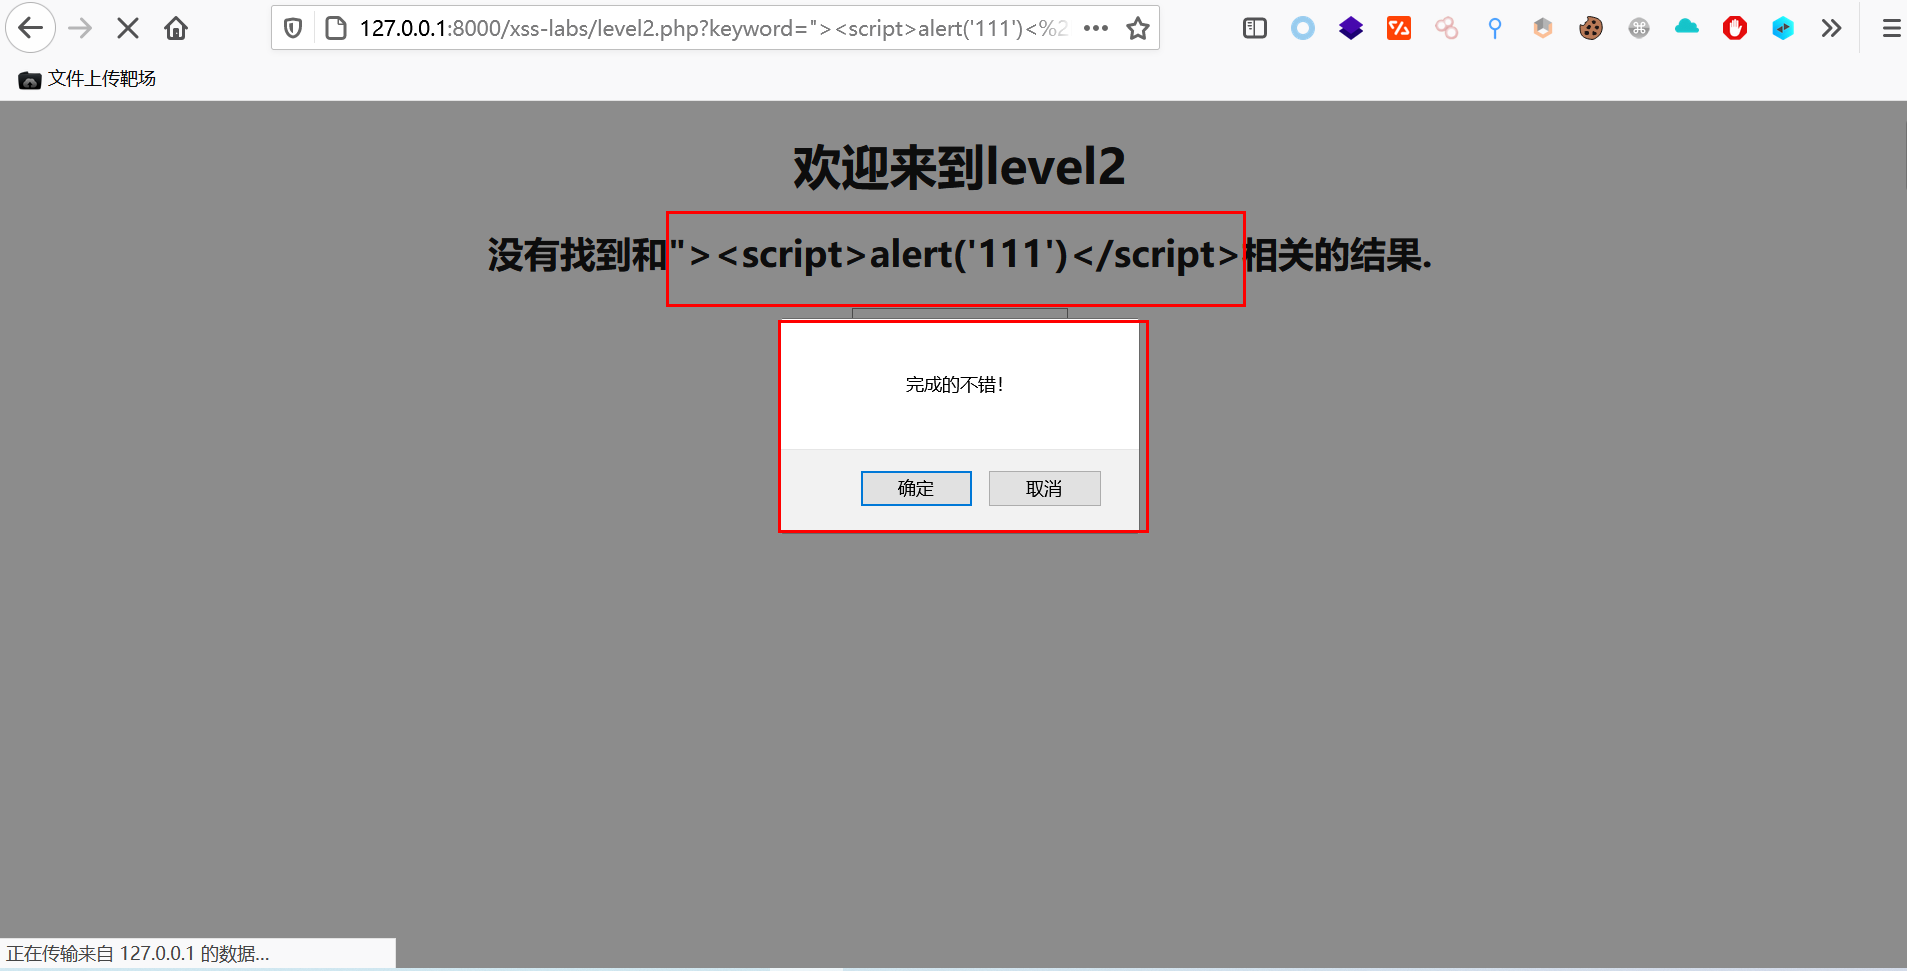 127.0.0.1:8000/xss-labs/level2.php?keyword="><script>alert('111')<%2
文件上传靶场
欢迎来到level2
没有找到和"><script>alert('111')</script>相关的结果.
完成的不错！
确定 取消
正在传输来自 127.0.0.1 的数据...